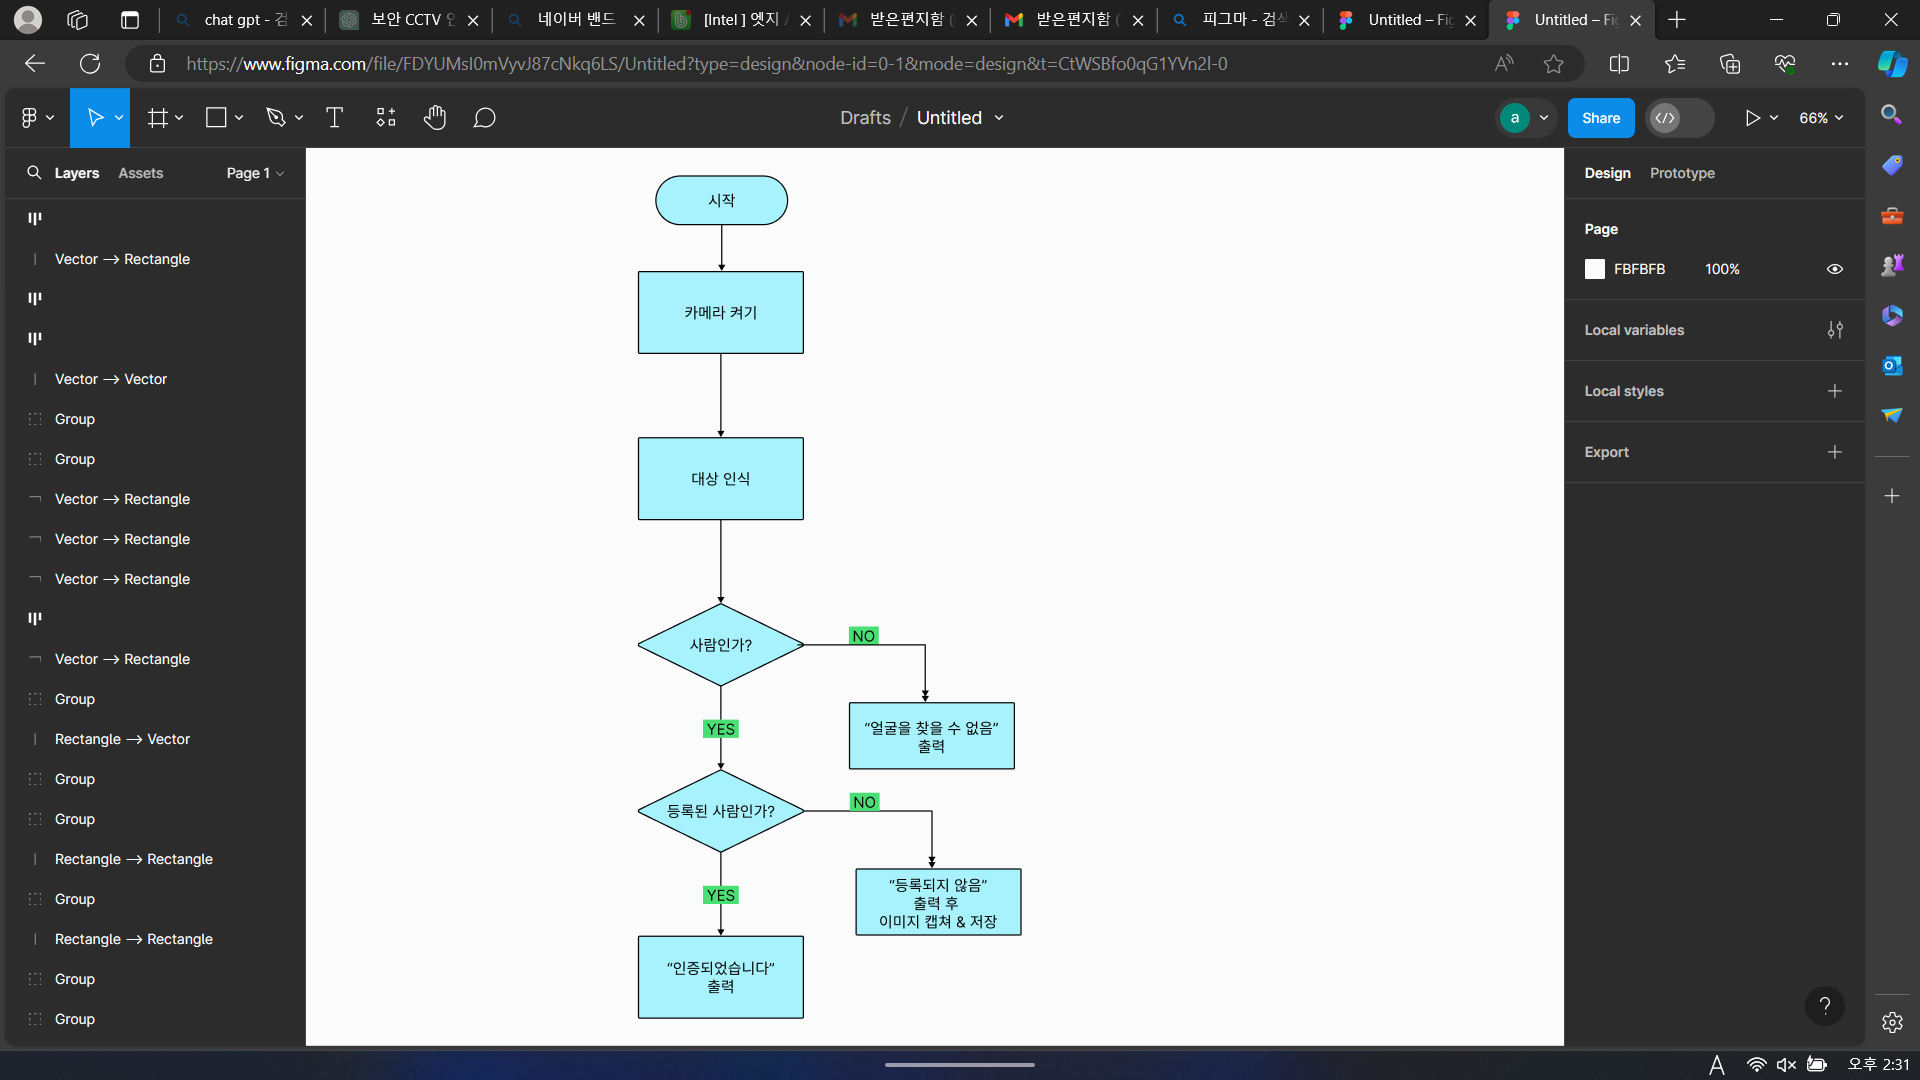 chat gpt - 검
보안 CCTV 인
네이버 밴드
[Intel ] 엣지 A
받은편지함 (
받은편지함 (
피그마 - 검색
Untitled – Fig
Untitled – Fig
https://www.figma.com/file/FDYUMsI0mVyvJ87cNkq6LS/Untitled?type=design&node-id=0-1&mode=design&t=CtWSBfo0qG1YVn2l-0
Drafts / Untitled
a
Share
66%
Layers
Assets
Page 1
Vector → Rectangle
Vector → Vector
Group
Group
Vector → Rectangle
Vector → Rectangle
Vector → Rectangle
Vector → Rectangle
Group
Rectangle → Vector
Group
Group
Rectangle → Rectangle
Group
Rectangle → Rectangle
Group
Group
시작
카메라 켜기
대상 인식
사람인가?
NO
“얼굴을 찾을 수 없음”
출력
YES
등록된 사람인가?
NO
“등록되지 않음”
출력 후
이미지 캡쳐 & 저장
YES
“인증되었습니다”
출력
Design
Prototype
Page
FBFBFB
100%
Local variables
Local styles
Export
?
A
오후 2:31